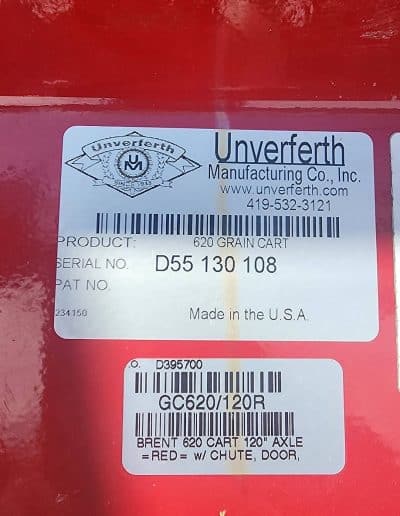 Unverferth
UM
SINCE 1948
Unverferth
Manufacturing Co., Inc.
www.unverferth.com
419-532-3121
PRODUCT: 620 GRAIN CART
SERIAL NO. D55 130 108
PAT NO.
234150 Made in the U.S.A.
O. D395700
GC620/120R
BRENT 620 CART 120" AXLE
=RED= w/ CHUTE, DOOR,